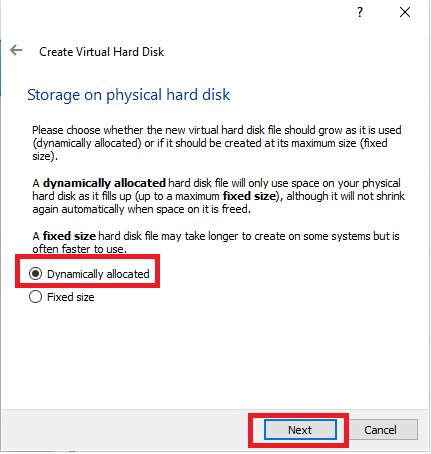 ?
Create Virtual Hard Disk
Storage on physical hard disk
Please choose whether the new virtual hard disk file should grow as it is used
(dynamically allocated) or if it should be created at its maximum size (fixed
size).
A dynamically allocated hard disk file will only use space on your physical
hard disk as it fills up (up to a maximum fixed size), although it will not shrink
again automatically when space on it is freed.
A fixed size hard disk file may take longer to create on some systems but is
often faster to use.
Dynamically allocated
Fixed size
Next Cancel